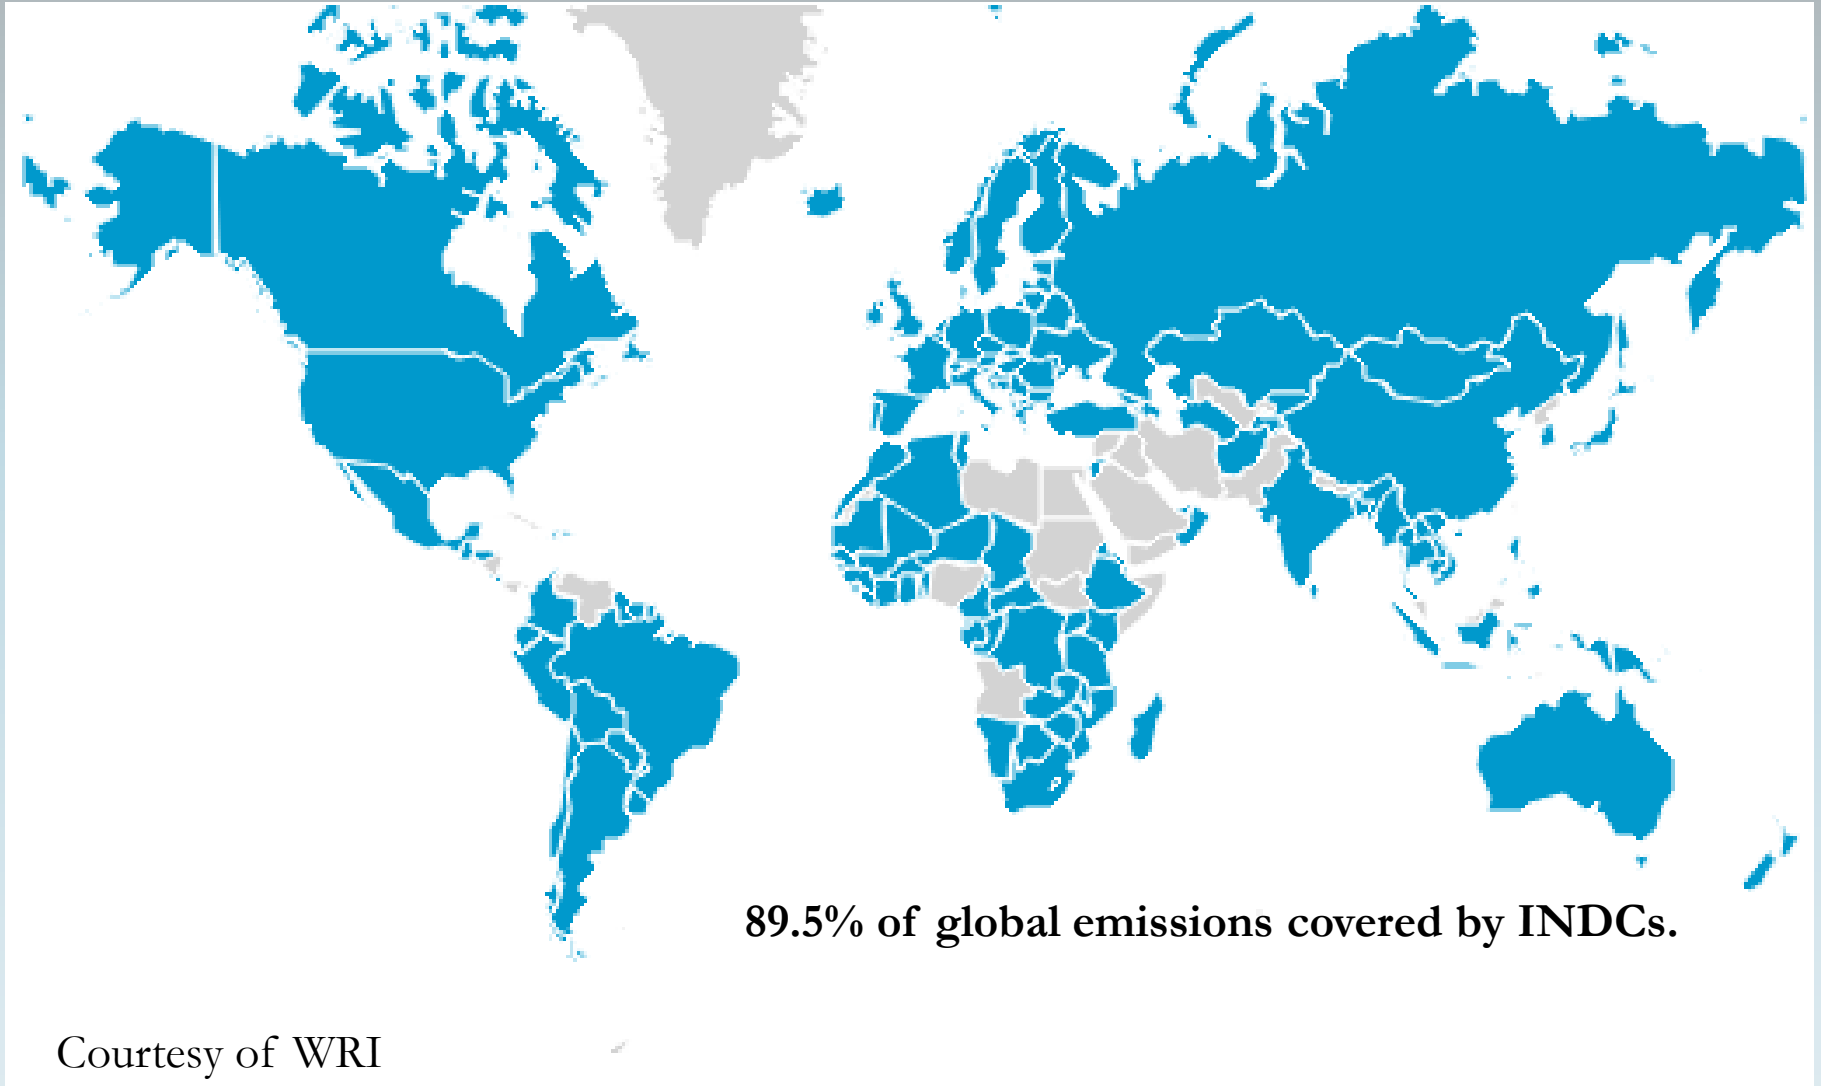 89.5% of global emissions covered by INDCs.
Courtesy of WRI